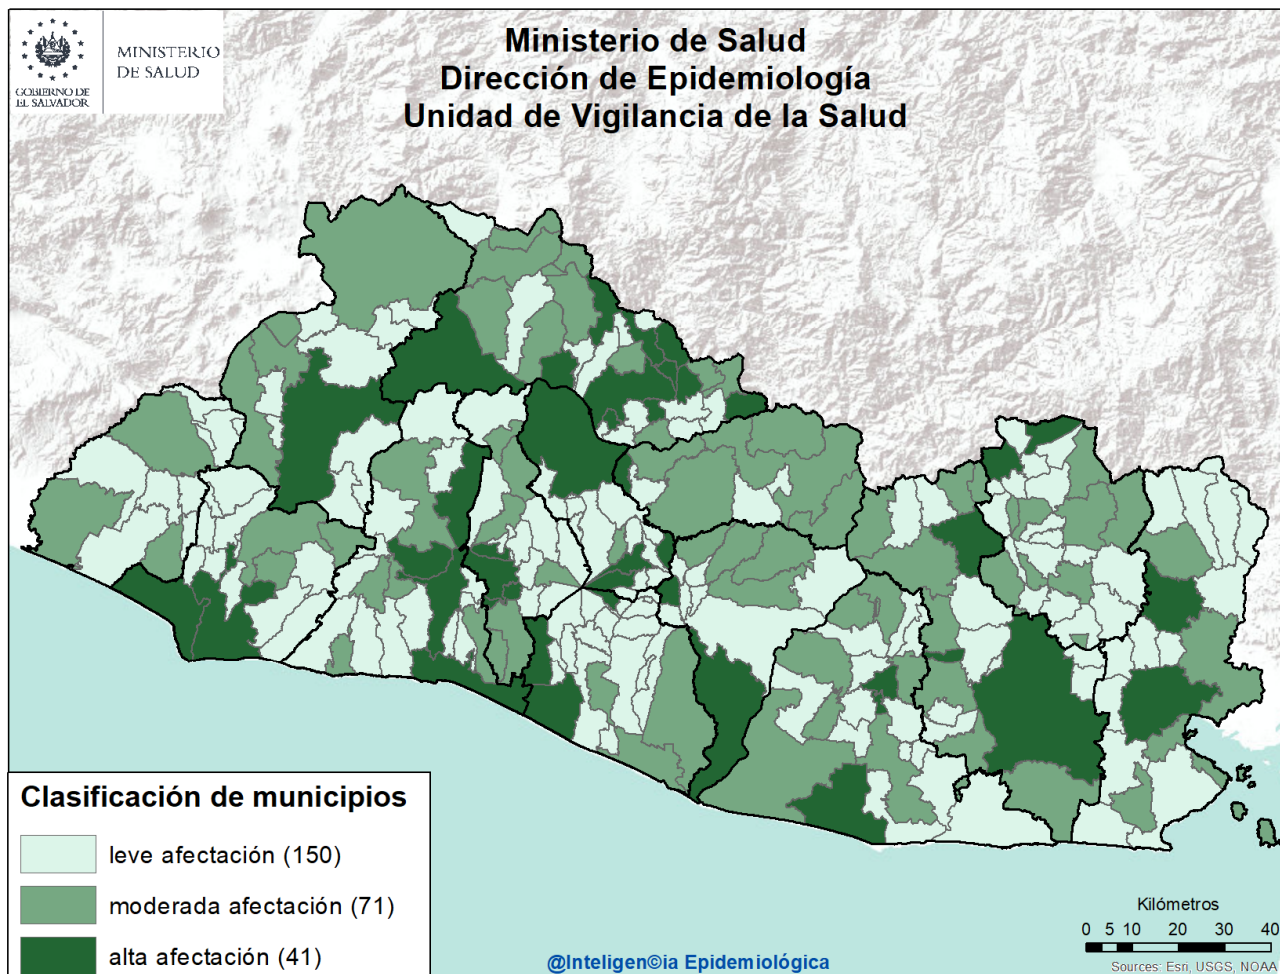 GOBIERNO DE
EL SALVADOR
MINISTERIO
DE SALUD
Ministerio de Salud
Dirección de Epidemiología
Unidad de Vigilancia de la Salud
Clasificación de municipios
leve afectación (150)
moderada afectación (71)
alta afectación (41)
@Inteligen©ia Epidemiológica
Kilómetros
0 5 10 20 30 40
Sources: Esri, USGS, NOAA